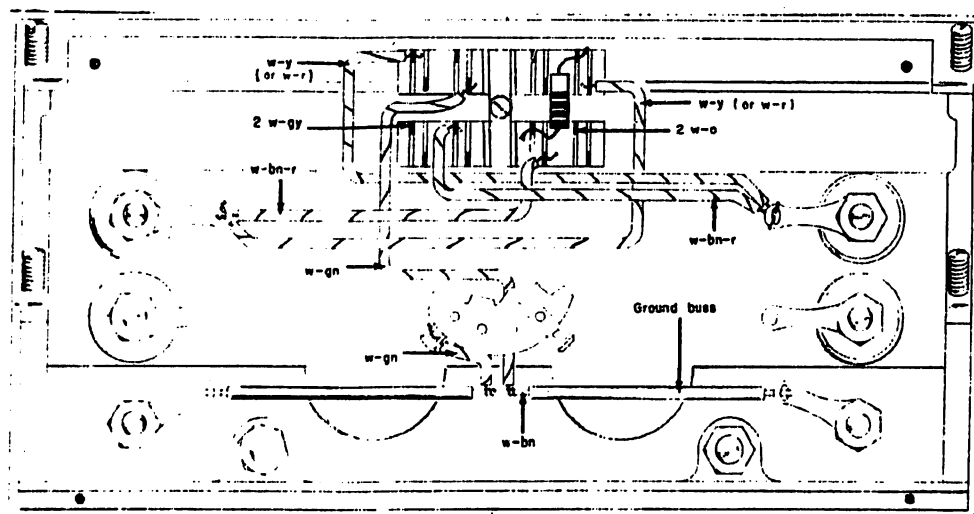 w-y
(or w-r)
w-y (or w-r)
2 w-gy
2 w-o
w-bn-r
w-bn-r
w-gn
Ground buss
w-gn
w-bn